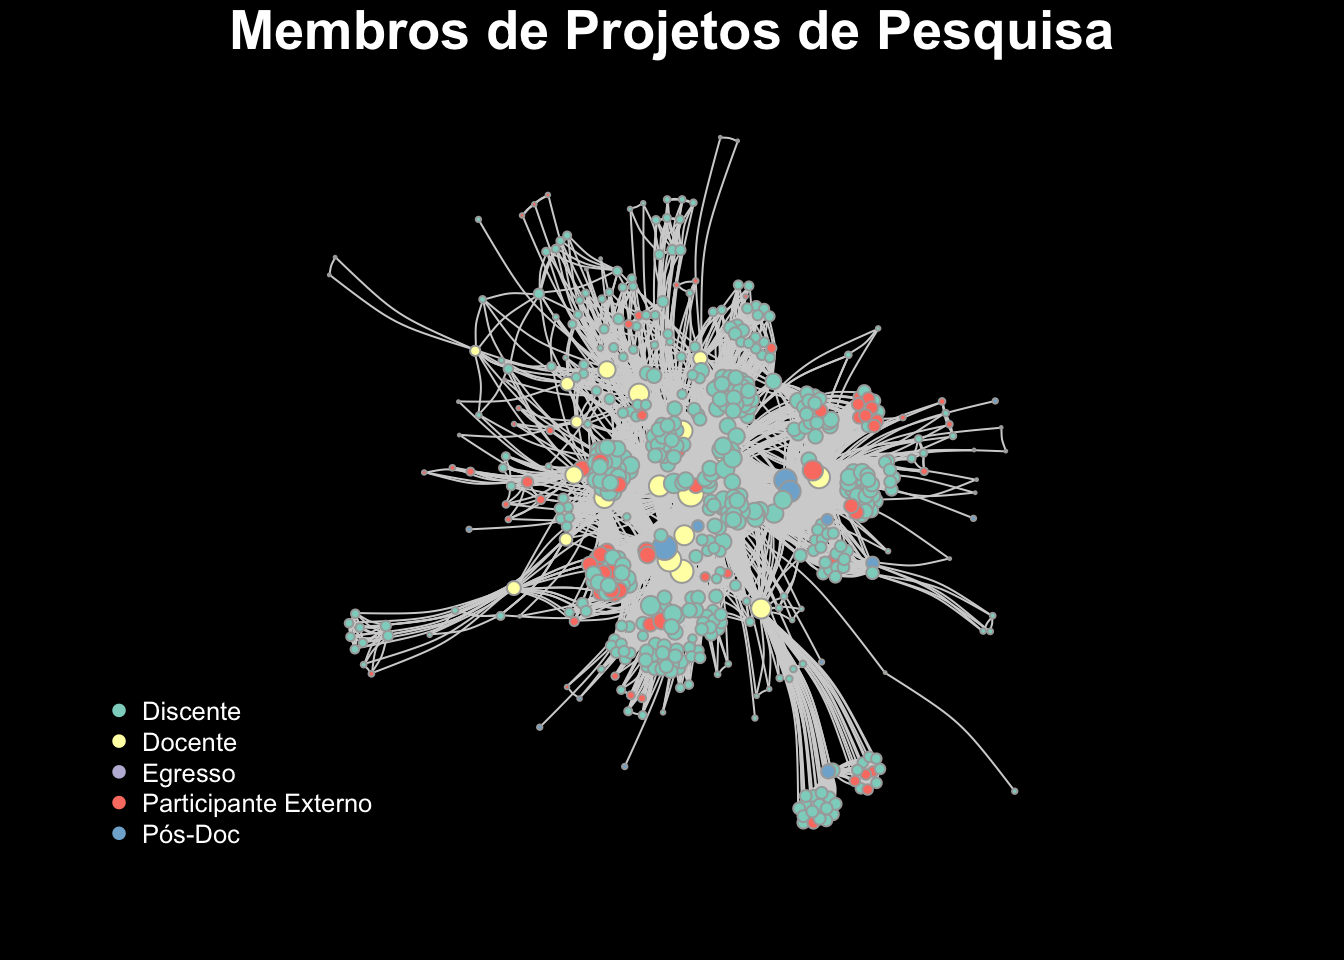 Membros de Projetos de Pesquisa
Discente
Docente
Egresso
Participante Externo
Pós-Doc